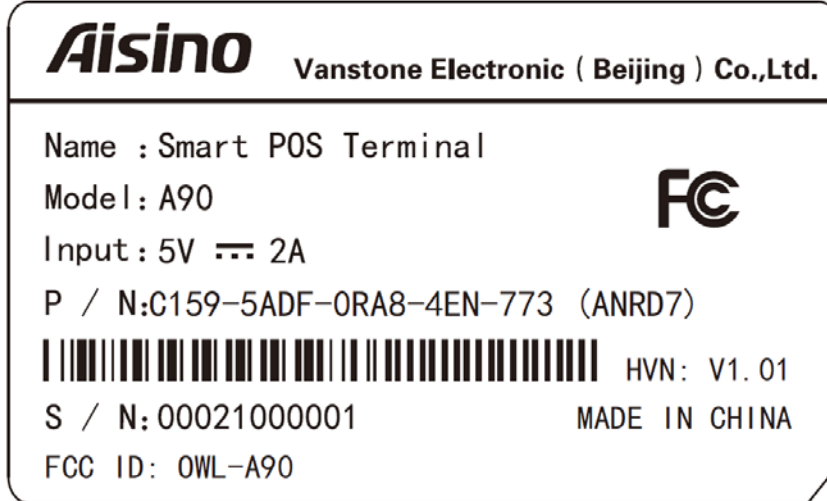 Aisino Vanstone Electronic ( Beijing ) Co.,Ltd.
Name : Smart POS Terminal
Model: A90
FC
Input: 5V ⎓ 2A
P / N:C159-5ADF-0RA8-4EN-773 (ANRD7)
HVN: V1.01
S / N: 00021000001 MADE IN CHINA
FCC ID: OWL-A90